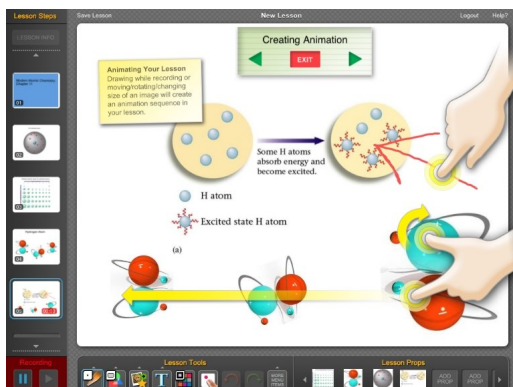 Lesson Steps
Save Lesson
New Lesson
Logout
Help?
LESSON INFO
01
02
03
04
05
Creating Animation
EXIT
Animating Your Lesson
Drawing while recording or
moving/rotating/changing
size of an image will create
an animation sequence in
your lesson.
Some H atoms
absorb energy and
become excited.
H atom
Excited state H atom
(a)
Recording
Lesson Tools
T
MORE
MENU
ITEMS
Lesson Props
ADD
PROP
ADD
PROP